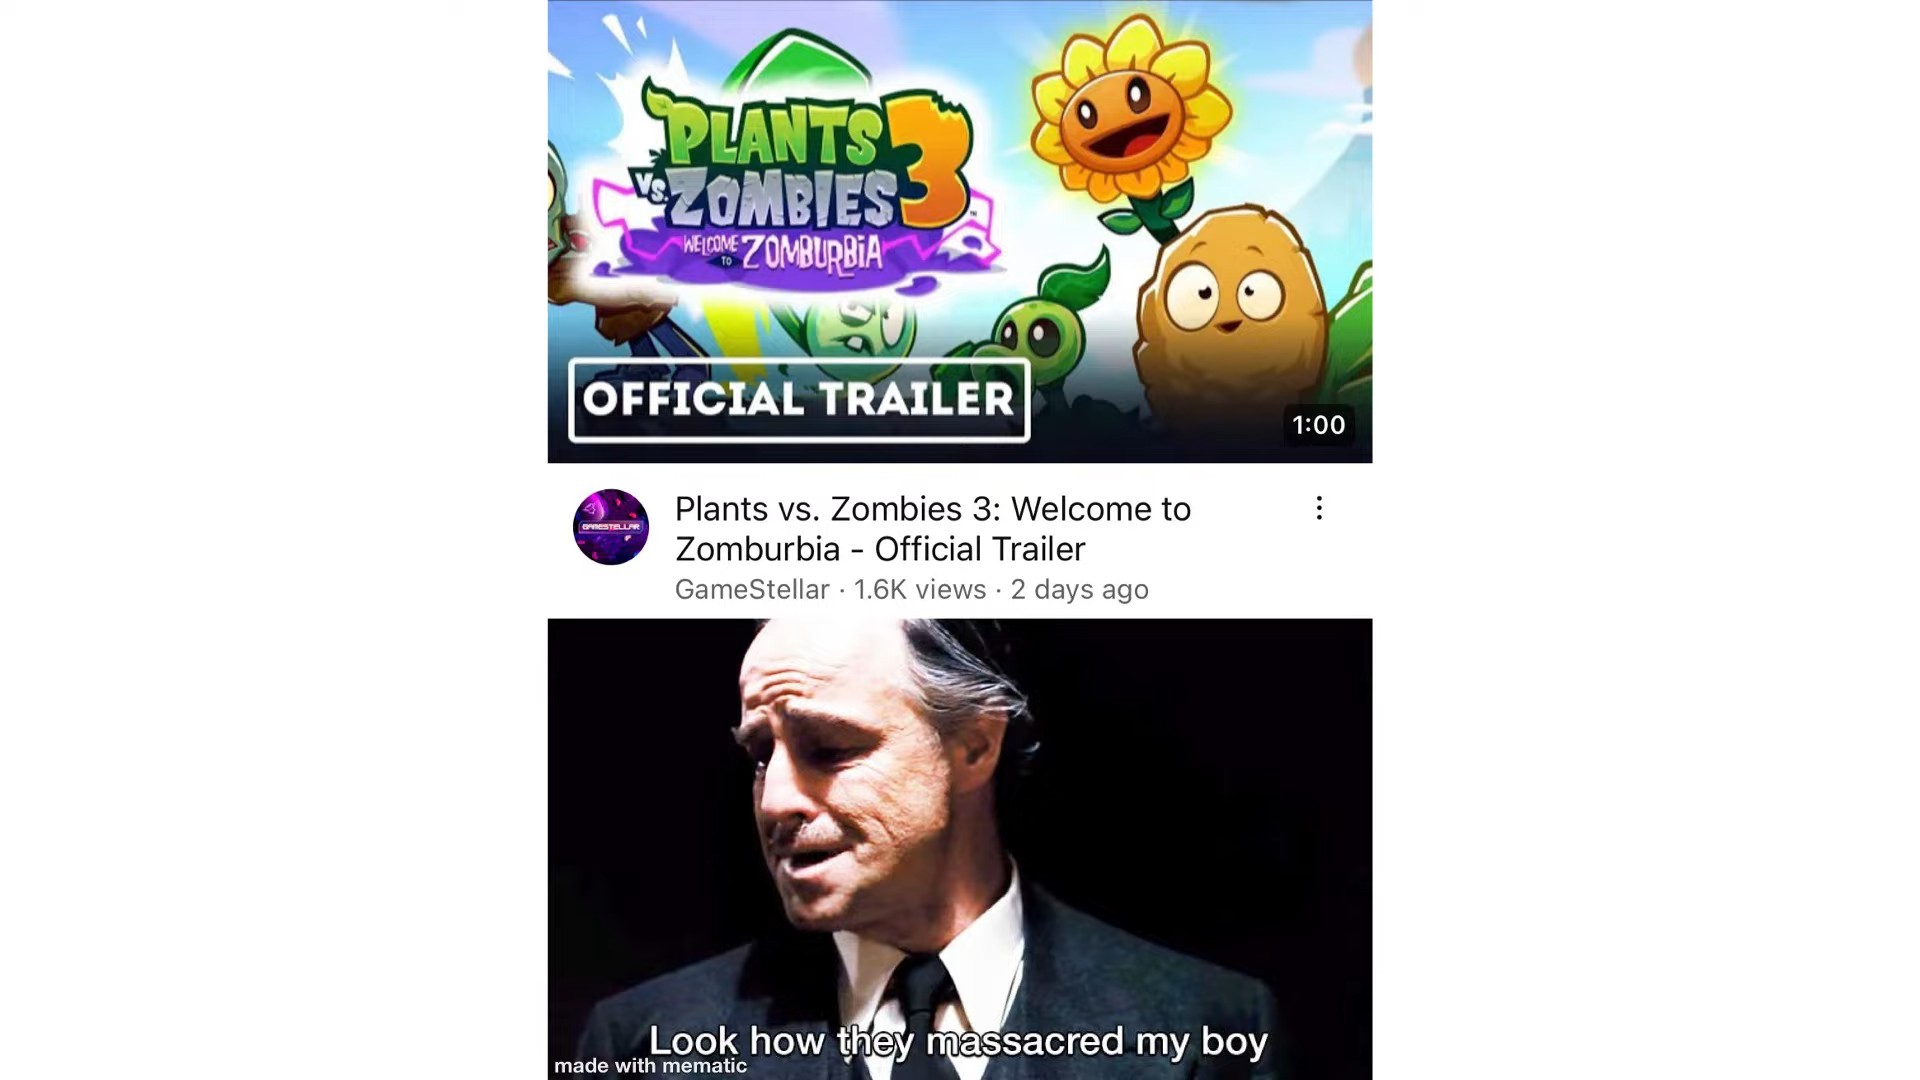 PLANTS
VS. ZOMBIES 3
WELCOME TO ZOMBURBIA
OFFICIAL TRAILER
1:00
GAMESTELLAR
Plants vs. Zombies 3: Welcome to
Zomburbia - Official Trailer
GameStellar · 1.6K views · 2 days ago
Look how they massacred my boy
made with mematic